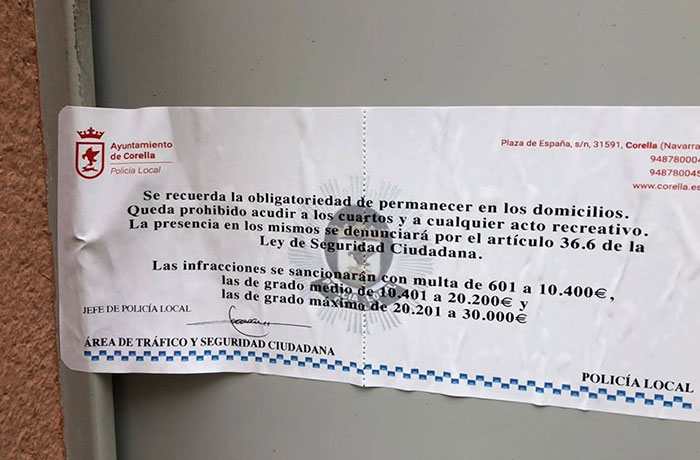 Ayuntamiento
de Corella
Policía Local
Plaza de España, s/n, 31591, Corella (Navarra
94878000
94878004
www.corella.es
Se recuerda la obligatoriedad de permanecer en los domicilios.
Queda prohibido acudir a los cuartos y a cualquier acto recreativo.
La presencia en los mismos se denunciará por el artículo 36.6 de la
Ley de Seguridad Ciudadana.
Las infracciones se sancionarán con multa de 601 a 10.400€,
las de grado medio de 10.401 a 20.200€ y
las de grado máximo de 20.201 a 30.000€
JEFE DE POLICÍA LOCAL
ÁREA DE TRÁFICO Y SEGURIDAD CIUDADANA
POLICÍA LOCAL